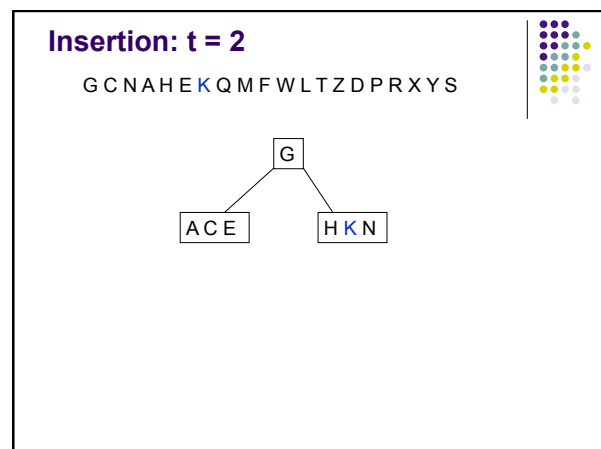 Insertion: t = 2
G C N A H E K Q M F W L T Z D P R X Y S
G
A C E H K N